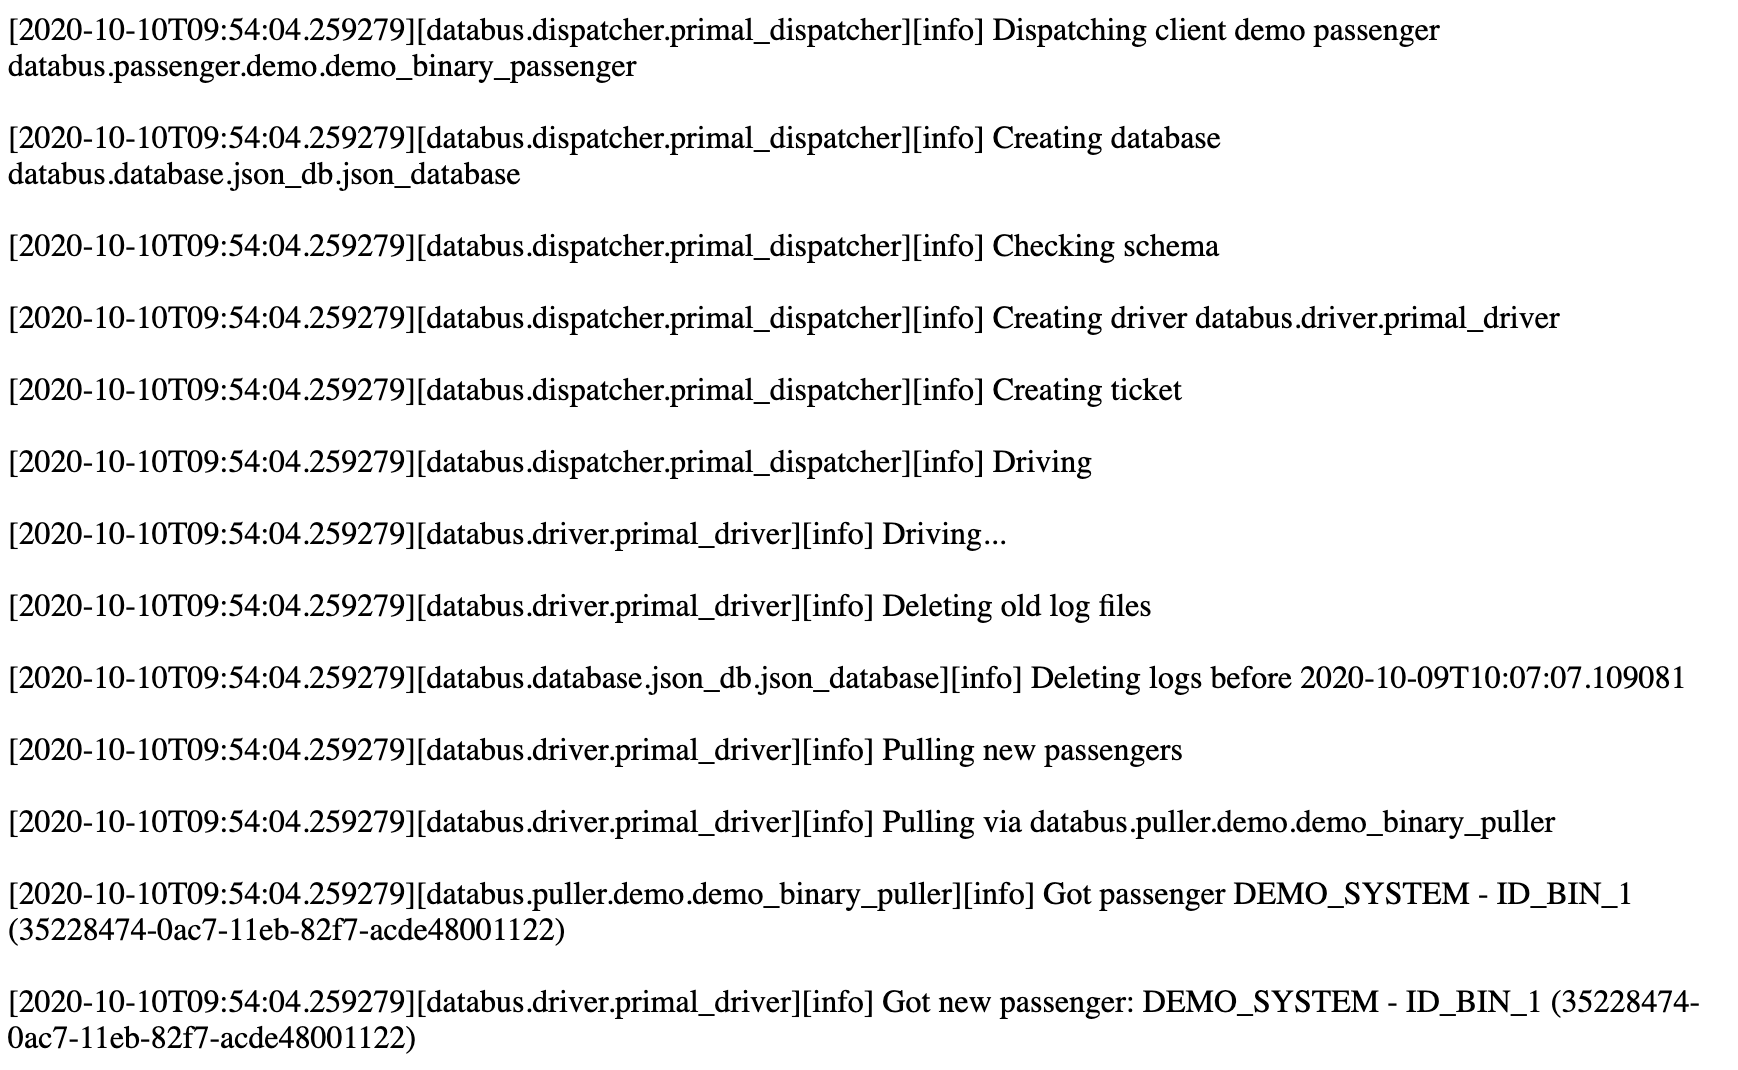 [2020-10-10T09:54:04.259279][databus.dispatcher.primal_dispatcher][info] Dispatching client demo passenger
databus.passenger.demo.demo_binary_passenger
[2020-10-10T09:54:04.259279][databus.dispatcher.primal_dispatcher][info] Creating database
databus.database.json_db.json_database
[2020-10-10T09:54:04.259279][databus.dispatcher.primal_dispatcher][info] Checking schema
[2020-10-10T09:54:04.259279][databus.dispatcher.primal_dispatcher][info] Creating driver databus.driver.primal_driver
[2020-10-10T09:54:04.259279][databus.dispatcher.primal_dispatcher][info] Creating ticket
[2020-10-10T09:54:04.259279][databus.dispatcher.primal_dispatcher][info] Driving
[2020-10-10T09:54:04.259279][databus.driver.primal_driver][info] Driving...
[2020-10-10T09:54:04.259279][databus.driver.primal_driver][info] Deleting old log files
[2020-10-10T09:54:04.259279][databus.database.json_db.json_database][info] Deleting logs before 2020-10-09T10:07:07.109081
[2020-10-10T09:54:04.259279][databus.driver.primal_driver][info] Pulling new passengers
[2020-10-10T09:54:04.259279][databus.driver.primal_driver][info] Pulling via databus.puller.demo.demo_binary_puller
[2020-10-10T09:54:04.259279][databus.puller.demo.demo_binary_puller][info] Got passenger DEMO_SYSTEM - ID_BIN_1
(35228474-0ac7-11eb-82f7-acde48001122)
[2020-10-10T09:54:04.259279][databus.driver.primal_driver][info] Got new passenger: DEMO_SYSTEM - ID_BIN_1 (35228474-
0ac7-11eb-82f7-acde48001122)